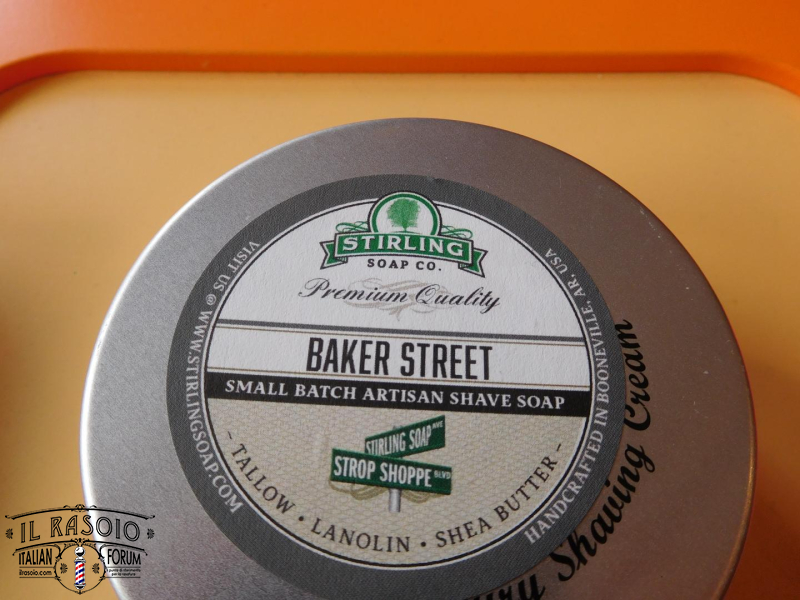 STIRLING
SOAP CO.
Premium Quality
BAKER STREET
SMALL BATCH ARTISAN SHAVE SOAP
STIRLING SOAP AVE
STROP SHOPPE BLVD
- TALLOW • LANOLIN • SHEA BUTTER -
VISIT US @ WWW.STIRLINGSOAP.COM
HANDCRAFTED IN BOONEVILLE, AR, USA
Shaving Cream
IL RASOIO
ITALIAN FORUM
ilrasoio.com